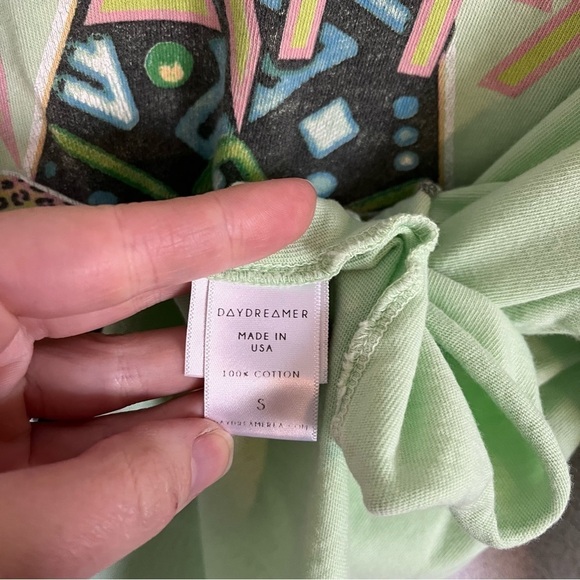 DAYDREAMER
MADE IN
USA
100% COTTON
S